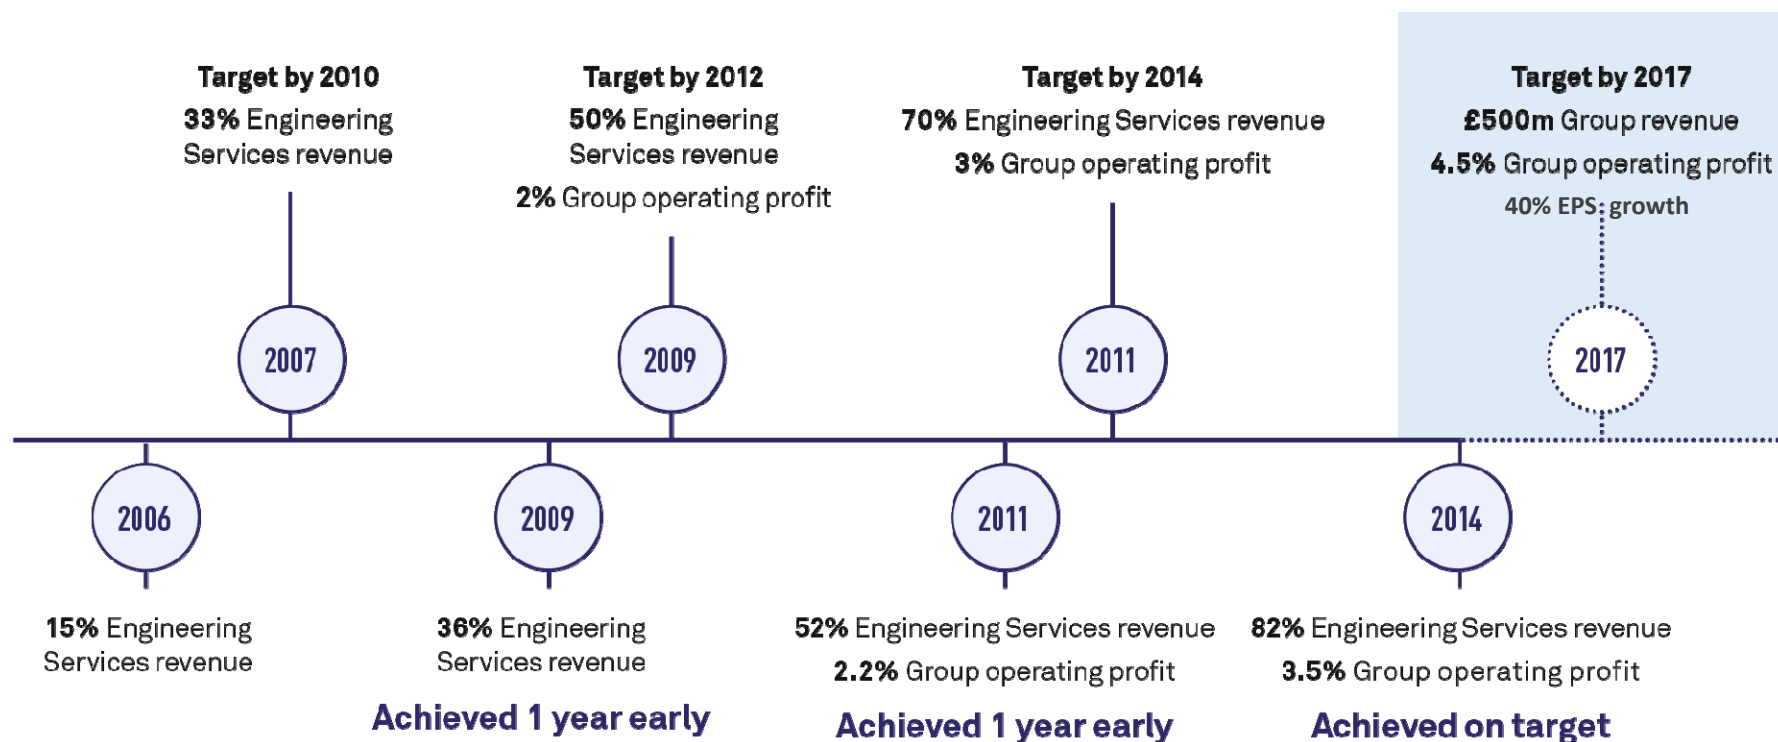 Target by 2010
33% Engineering
Services revenue
Target by 2012
50% Engineering
Services revenue
2% Group operating profit
Target by 2014
70% Engineering Services revenue
3% Group operating profit
Target by 2017
£500m Group revenue
4.5% Group operating profit
40% EPS growth
2007
2009
2011
2017
2006
2009
2011
2014
15% Engineering
Services revenue
36% Engineering
Services revenue
Achieved 1 year early
52% Engineering Services revenue
2.2% Group operating profit
Achieved 1 year early
82% Engineering Services revenue
3.5% Group operating profit
Achieved on target